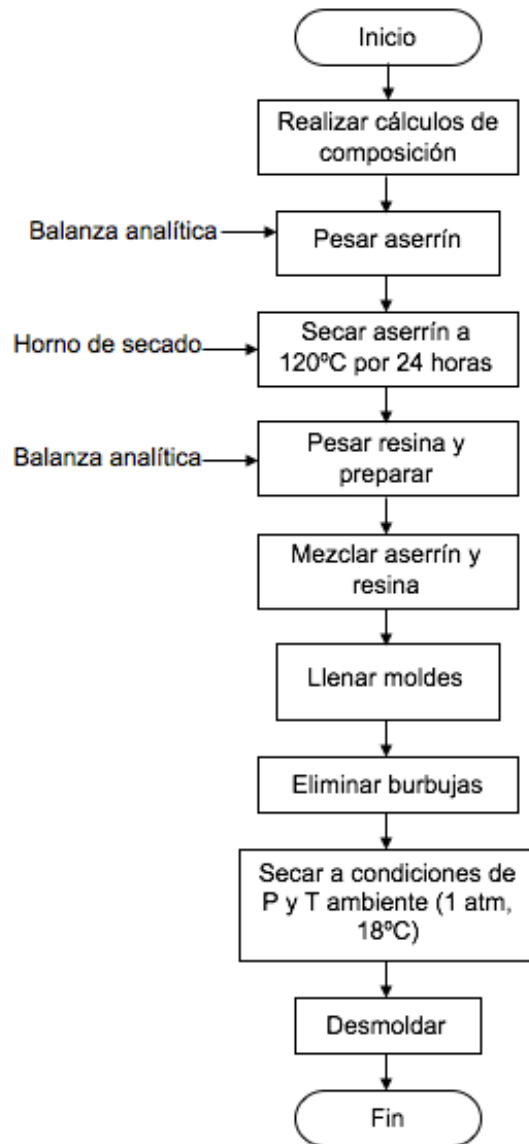 Inicio
Realizar cálculos de
composición
Balanza analítica
Pesar aserrín
Horno de secado
Secar aserrín a
120ºC por 24 horas
Balanza analítica
Pesar resina y
preparar
Mezclar aserrín y
resina
Llenar moldes
Eliminar burbujas
Secar a condiciones de
P y T ambiente (1 atm,
18ºC)
Desmoldar
Fin